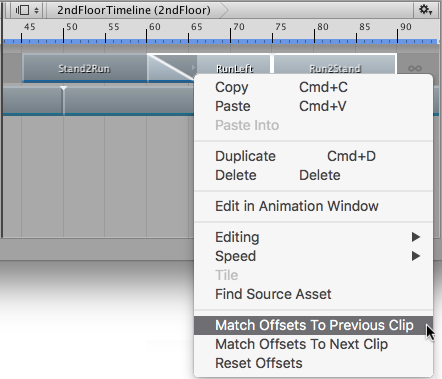 2ndFloorTimeline (2ndFloor)
45 50 55 60 65 70 75 80 85 90
Stand2Run RunLeft Run2Stand
Copy Cmd+C
Paste Cmd+V
Paste Into
Duplicate Cmd+D
Delete Delete
Edit in Animation Window
Editing
Speed
Tile
Find Source Asset
Match Offsets To Previous Clip
Match Offsets To Next Clip
Reset Offsets